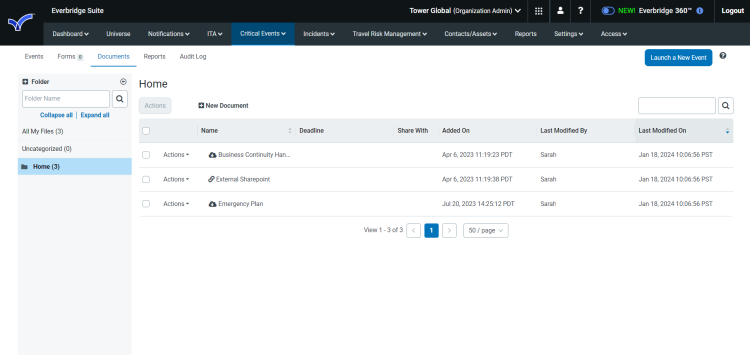 Everbridge Suite
Tower Global (Organization Admin)
?
NEW! Everbridge 360™
Logout
Dashboard Universe Notifications ITA Critical Events Incidents Travel Risk Management Contacts/Assets Reports Settings Access
Events Forms 0 Documents Reports Audit Log
Launch a New Event
?
Folder
Folder Name
Collapse all | Expand all
All My Files (3)
Uncategorized (0)
Home (3)
Home
Actions New Document
Name Deadline Share With Added On Last Modified By Last Modified On
Actions Business Continuity Han... Apr 6, 2023 11:19:23 PDT Sarah Jan 18, 2024 10:06:56 PST
Actions External Sharepoint Apr 6, 2023 11:19:38 PDT Sarah Jan 18, 2024 10:06:56 PST
Actions Emergency Plan Jul 20, 2023 14:25:12 PDT Sarah Jan 18, 2024 10:06:56 PST
View 1 - 3 of 3 < 1 > 50 / page